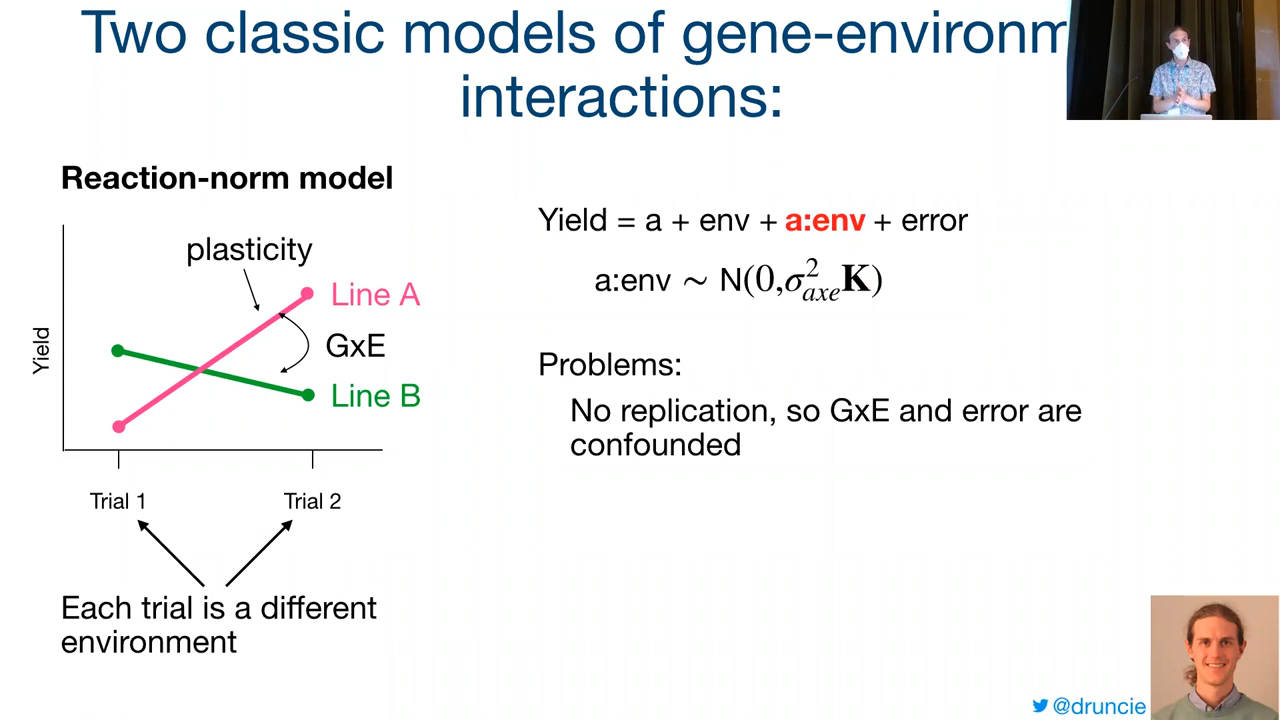 Two classic models of gene-environm
interactions:
Reaction-norm model
Yield = a + env + a:env + error
plasticity
a:env ∼ N(0,σ²ₐₓₑK)
Line A
GxE
Yield
Line B
Problems:
No replication, so GxE and error are
confounded
Trial 1
Trial 2
Each trial is a different
environment
@druncie